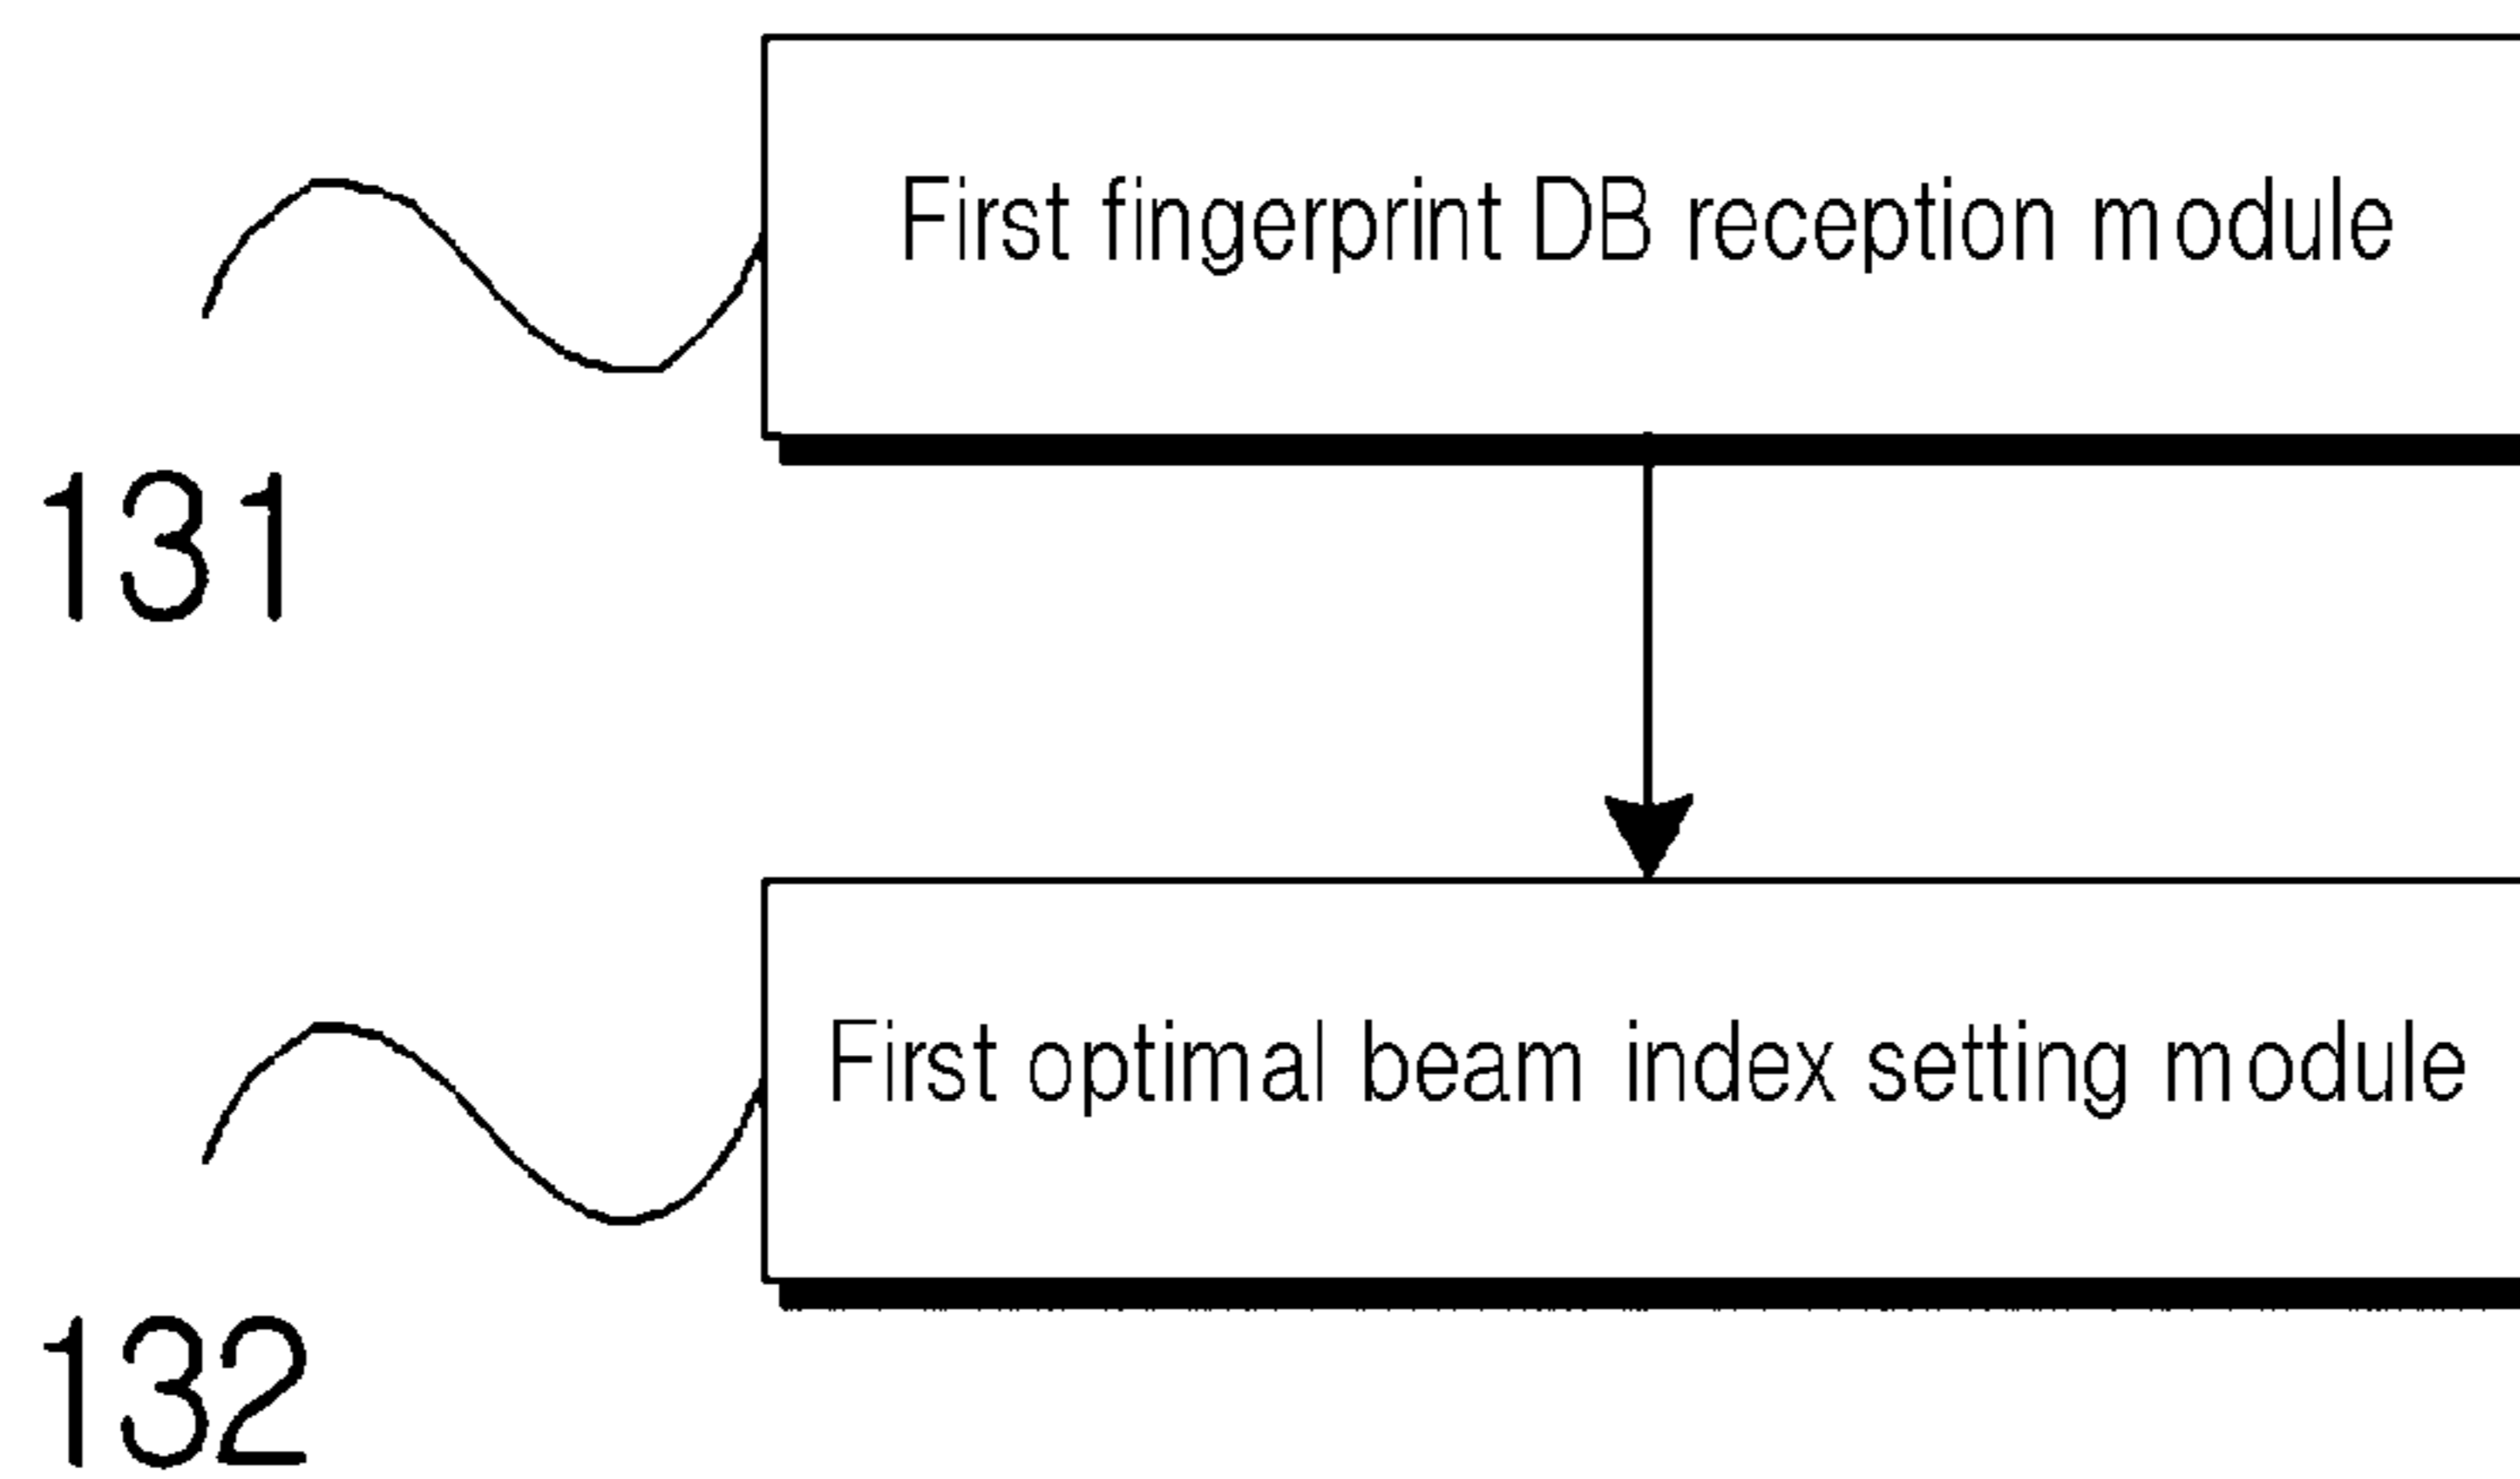 First fingerprint DB reception module
131
First optimal beam index setting module
132